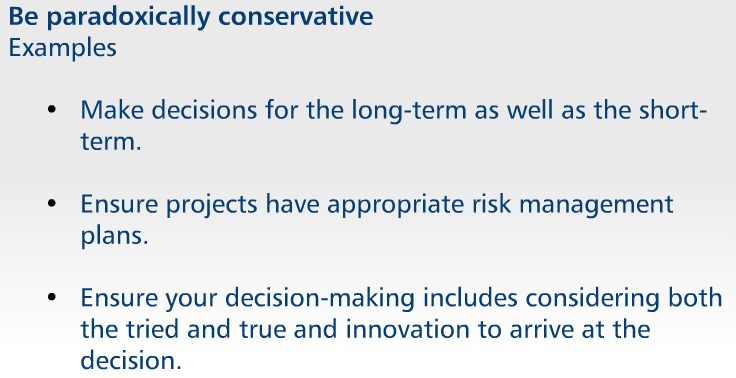 Be paradoxically conservative
Examples
• Make decisions for the long-term as well as the short-
term.
• Ensure projects have appropriate risk management
plans.
• Ensure your decision-making includes considering both
the tried and true and innovation to arrive at the
decision.